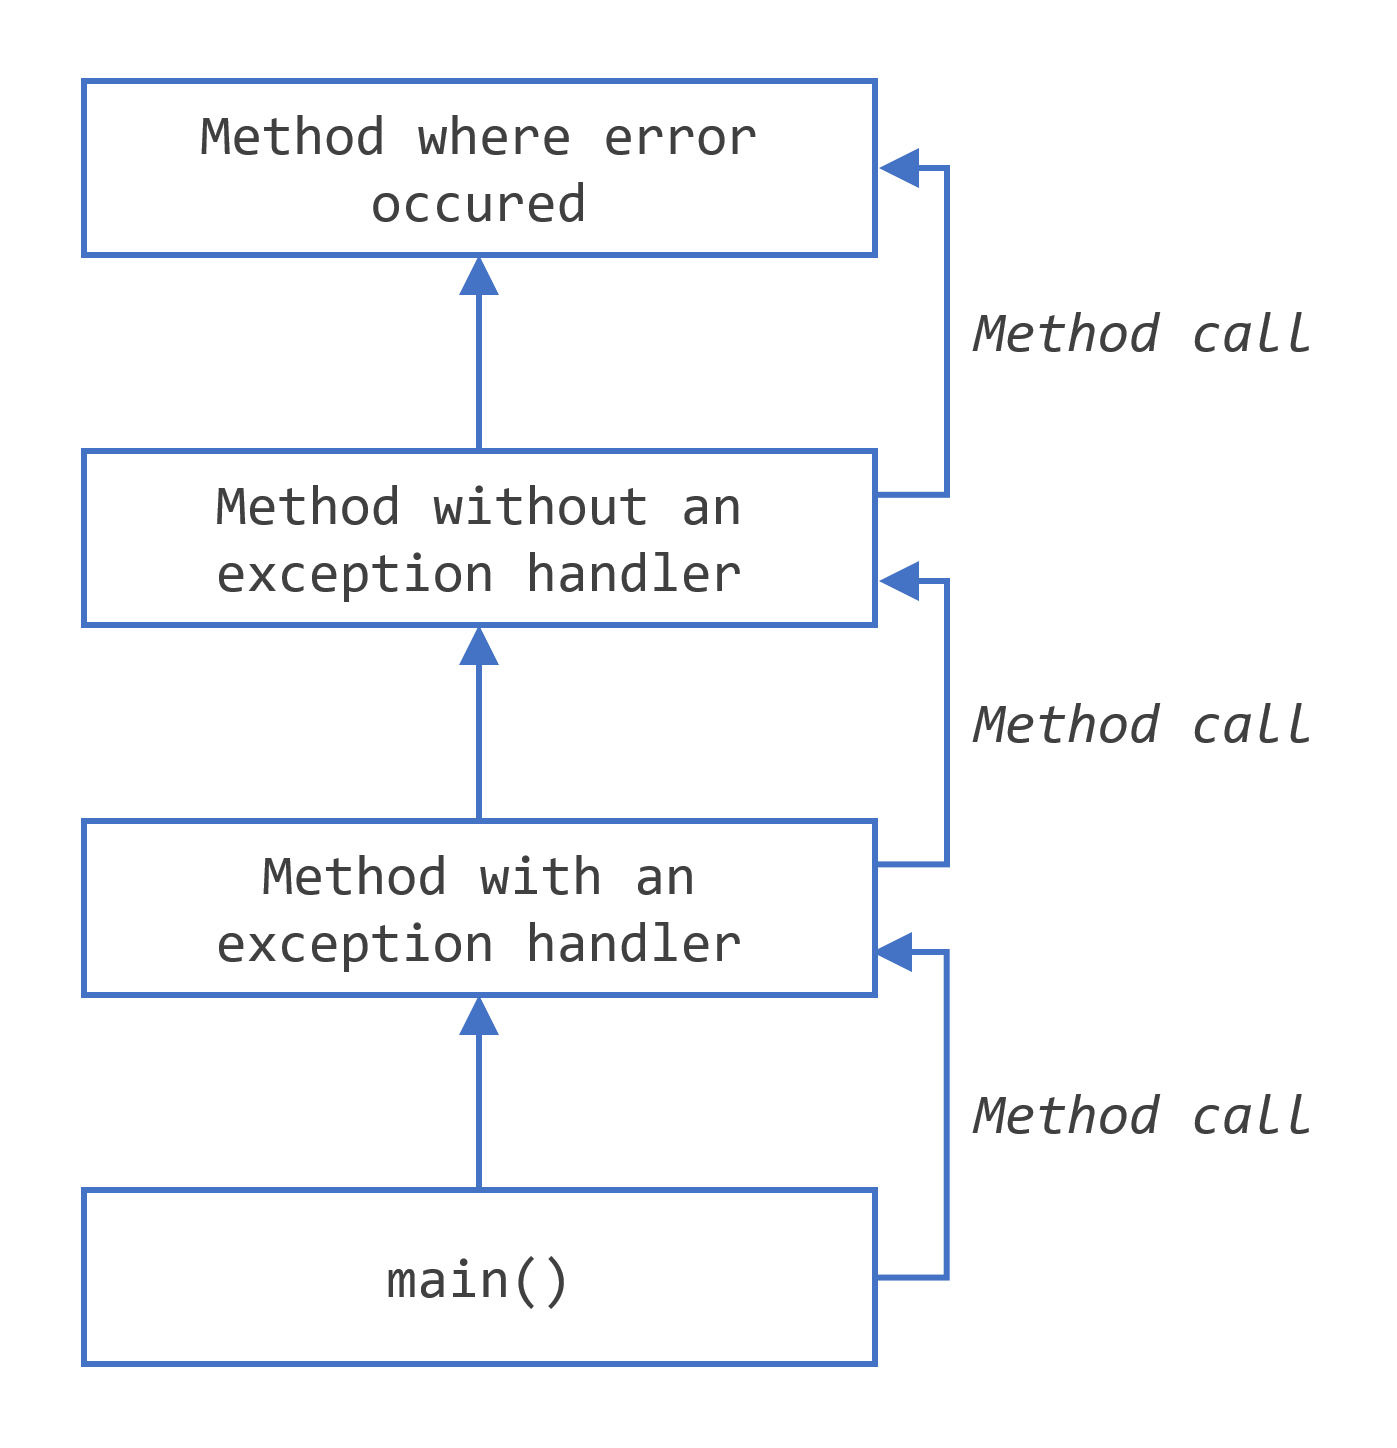 Method where error
occured
Method call
Method without an
exception handler
Method call
Method with an
exception handler
Method call
main()